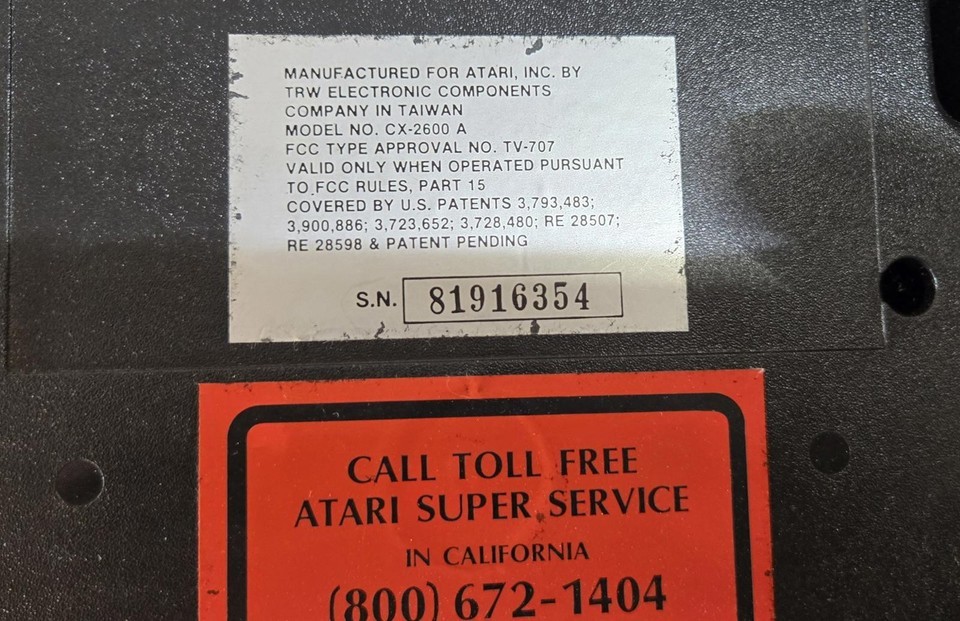 MANUFACTURED FOR ATARI, INC. BY
TRW ELECTRONIC COMPONENTS
COMPANY IN TAIWAN
MODEL NO. CX-2600 A
FCC TYPE APPROVAL NO. TV-707
VALID ONLY WHEN OPERATED PURSUANT
TO FCC RULES, PART 15
COVERED BY U.S. PATENTS 3,793,483;
3,900,886; 3,723,652; 3,728,480; RE 28507;
RE 28598 & PATENT PENDING
S.N. 81916354
CALL TOLL FREE
ATARI SUPER SERVICE
IN CALIFORNIA
(800) 672-1404